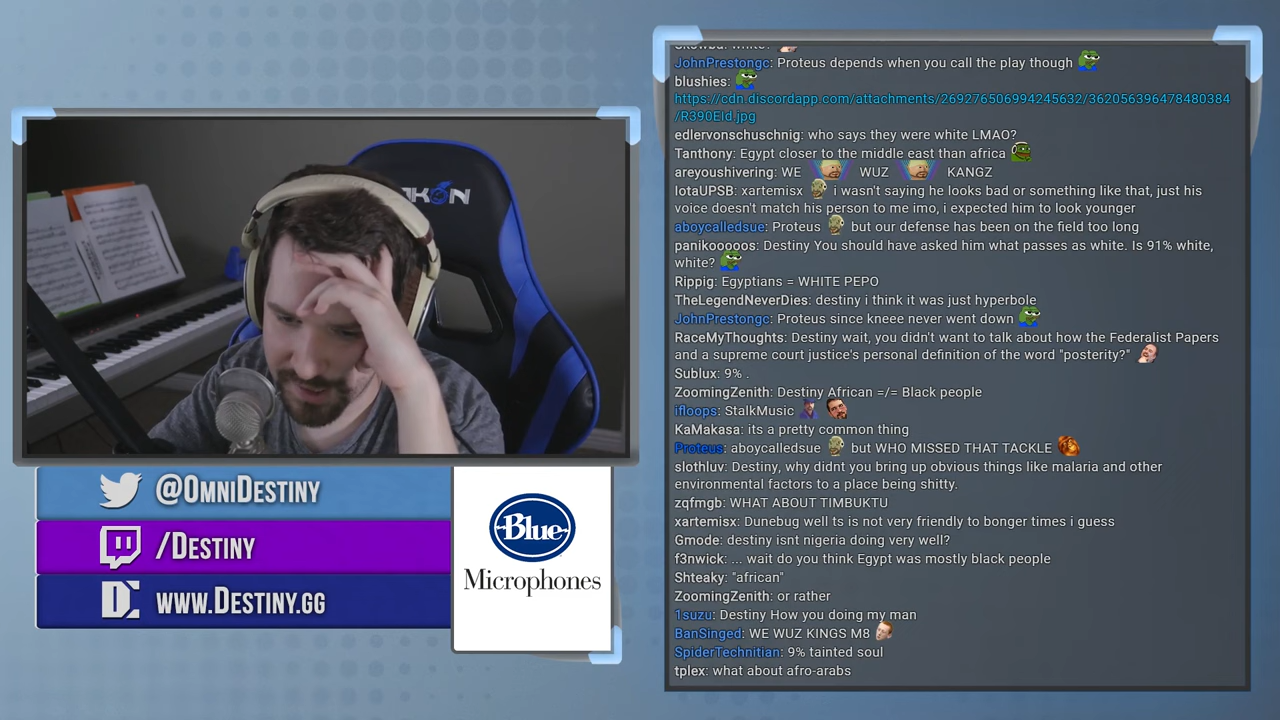 JohnPrestongc: Proteus depends when you call the play though
blushies:
https://cdn.discordapp.com/attachments/269276506994245632/362056396478480384
/R390EId.jpg
edlervonschuschnig: who says they were white LMAO?
Tanthony: Egypt closer to the middle east than africa
areyoushivering: WE WUZ KANGZ
IotaUPSB: xartemisx i wasn't saying he looks bad or something like that, just his
voice doesn't match his person to me imo, i expected him to look younger
aboycalledsue: Proteus but our defense has been on the field too long
panikooooos: Destiny You should have asked him what passes as white. Is 91% white,
white?
Rippig: Egyptians = WHITE PEPO
TheLegendNeverDies: destiny i think it was just hyperbole
JohnPrestongc: Proteus since kneee never went down
RaceMyThoughts: Destiny wait, you didn't want to talk about how the Federalist Papers
and a supreme court justice's personal definition of the word "posterity?"
Sublux: 9% .
ZoomingZenith: Destiny African =/= Black people
ifloops: StalkMusic
KaMakasa: its a pretty common thing
Proteus: aboycalledsue but WHO MISSED THAT TACKLE
slothluv: Destiny, why didnt you bring up obvious things like malaria and other
environmental factors to a place being shitty.
zqfmgb: WHAT ABOUT TIMBUKTU
xartemisx: Dunebug well ts is not very friendly to bonger times i guess
Gmode: destiny isnt nigeria doing very well?
f3nwick: ... wait do you think Egypt was mostly black people
Shteaky: "african"
ZoomingZenith: or rather
1suzu: Destiny How you doing my man
BanSinged: WE WUZ KINGS M8
SpiderTechnitian: 9% tainted soul
tplex: what about afro-arabs
@OmniDestiny
/Destiny
www.Destiny.gg
Blue
Microphones